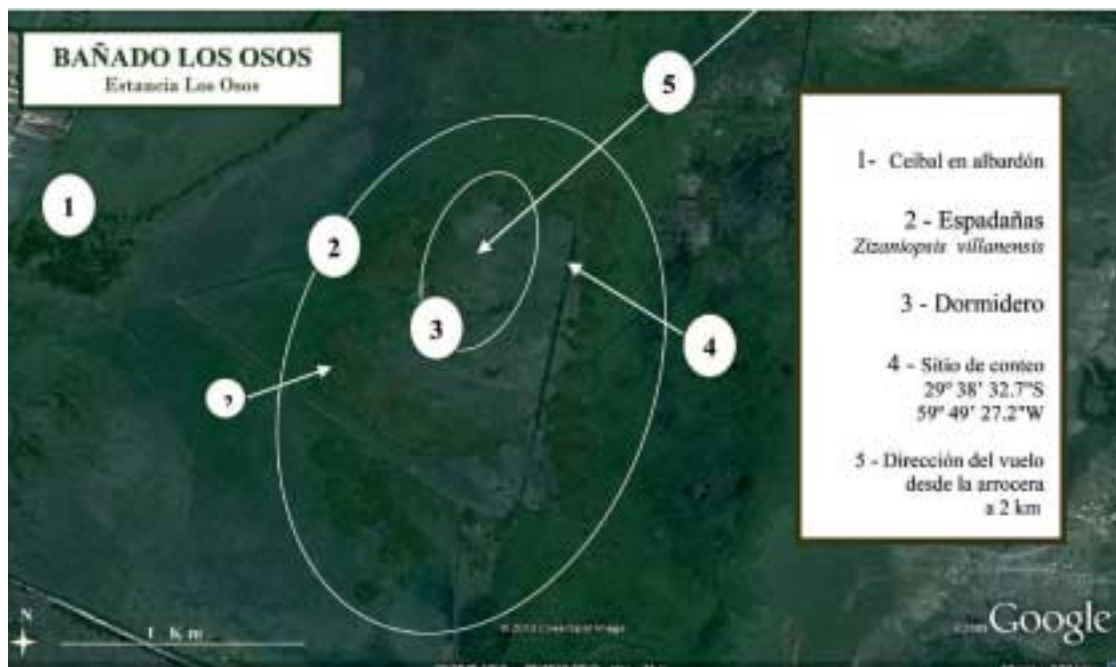 BAÑADO LOS OSOS
Estancia Los Osos
5
1
2
3
4
?
1- Ceibal en albardón
2 - Espadañas
Zizaniopsis villanensis
3 - Dormidero
4 - Sitio de conteo
29º 38' 32.7"S
59º 49' 27.2"W
5 - Dirección del vuelo
desde la arrocera
a 2 km
N
1 Km
Google